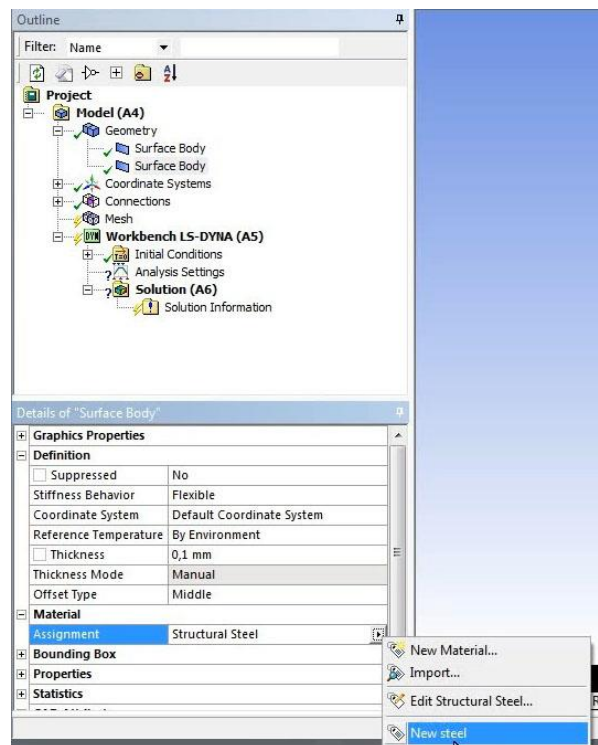 Outline
Filter: Name
Project
Model (A4)
Geometry
Surface Body
Surface Body
Coordinate Systems
Connections
Mesh
Workbench LS-DYNA (A5)
Initial Conditions
Analysis Settings
Solution (A6)
Solution Information
Details of "Surface Body"
Graphics Properties
Definition
Suppressed No
Stiffness Behavior Flexible
Coordinate System Default Coordinate System
Reference Temperature By Environment
Thickness 0,1 mm
Thickness Mode Manual
Offset Type Middle
Material
Assignment Structural Steel
Bounding Box
Properties
Statistics
New Material...
Import...
Edit Structural Steel...
New steel